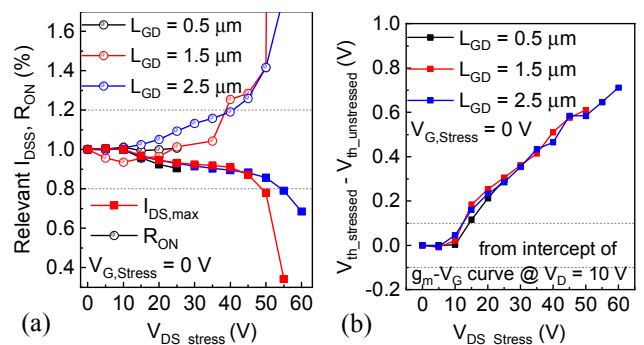 1.6
1.4
1.2
1.0
0.8
0.6
0.4
Relevant I_DSS, R_ON (%)
L_GD = 0.5 μm
L_GD = 1.5 μm
L_GD = 2.5 μm
I_DS,max
R_ON
V_G,Stress = 0 V
0 10 20 30 40 50 60
(a) V_DS_stress (V)
1.0
0.8
0.6
0.4
0.2
0.0
-0.2
V_th_stressed - V_th_unstressed (V)
L_GD = 0.5 μm
L_GD = 1.5 μm
L_GD = 2.5 μm
V_G,Stress = 0 V
from intercept of
g_m-V_G curve @ V_D = 10 V
0 10 20 30 40 50 60
(b) V_DS_Stress (V)